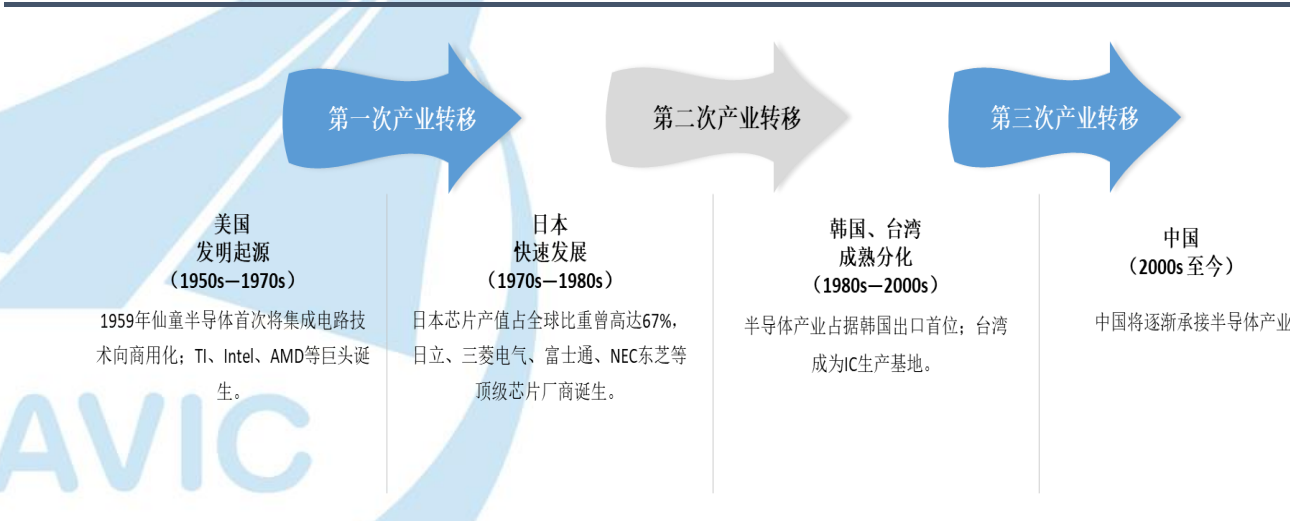 第一次产业转移
第二次产业转移
第三次产业转移
美国
发明起源
（1950s—1970s）
1959年仙童半导体首次将集成电路技
术向商用化；TI、Intel、AMD等巨头诞
生。
日本
快速发展
（1970s—1980s）
日本芯片产值占全球比重曾高达67%，
日立、三菱电气、富士通、NEC东芝等
顶级芯片厂商诞生。
韩国、台湾
成熟分化
（1980s—2000s）
半导体产业占据韩国出口首位；台湾
成为IC生产基地。
中国
（2000s 至今）
中国将逐渐承接半导体产业
AVIC